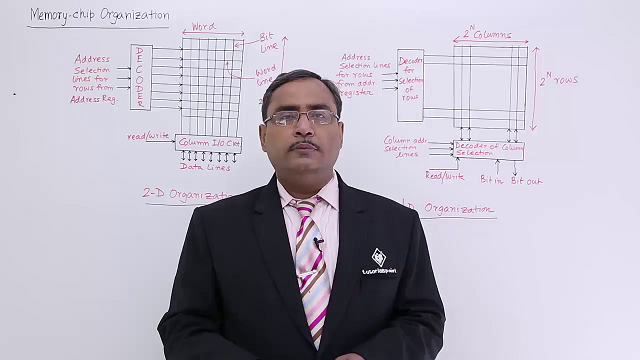 Memory-chip Organization
Word
Bit
Line
Word
Line
Address
Selection
lines for
rows from
Address Reg.
DECODER
read/write
Column I/O Ckt
Data Lines
2-D Organization
2^N Columns
Address
Selection lines
for rows
from addr
register
Decoder
for
Selection
of rows
2^N rows
Column addr
Selection
lines
Decoder of Column
Selection
Read/Write
Bit in
Bit out
D Organization
tutorialspoint